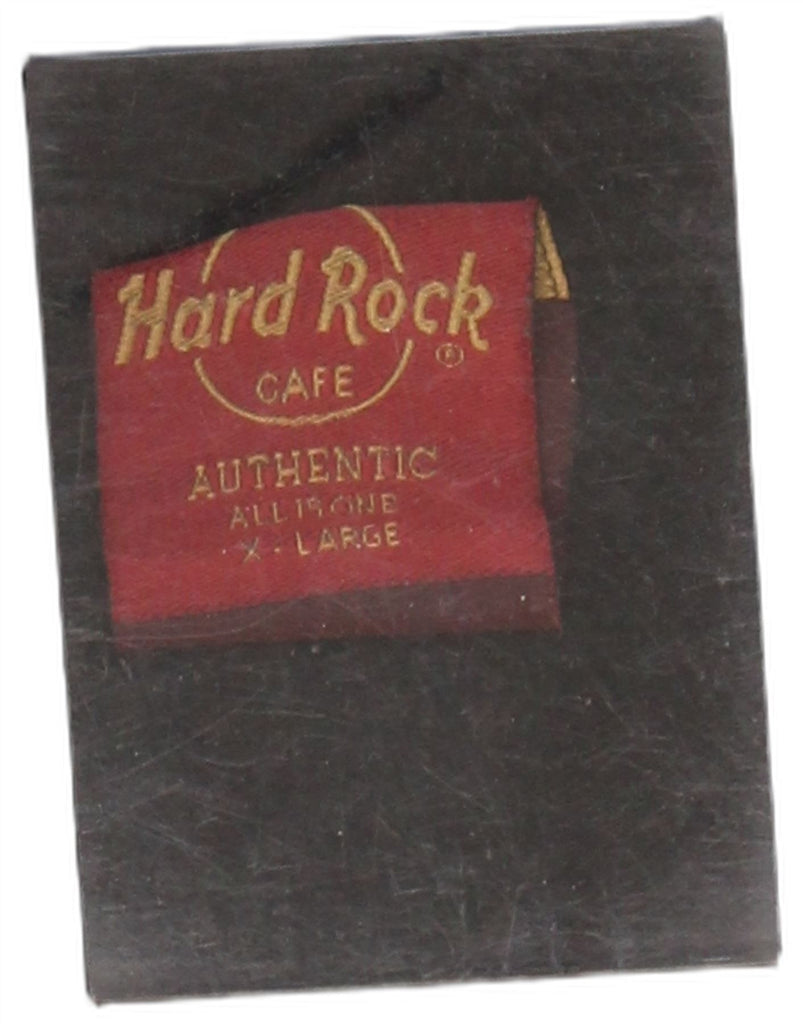 Hard Rock
®
CAFE
AUTHENTIC
ALL IS ONE
X-LARGE